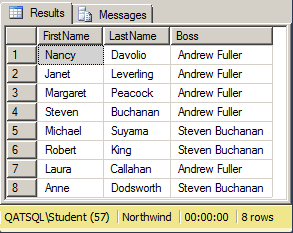 Results Messages
FirstName LastName Boss
1 Nancy Davolio Andrew Fuller
2 Janet Leverling Andrew Fuller
3 Margaret Peacock Andrew Fuller
4 Steven Buchanan Andrew Fuller
5 Michael Suyama Steven Buchanan
6 Robert King Steven Buchanan
7 Laura Callahan Andrew Fuller
8 Anne Dodsworth Steven Buchanan
QATSQL\Student (57) Northwind 00:00:00 8 rows